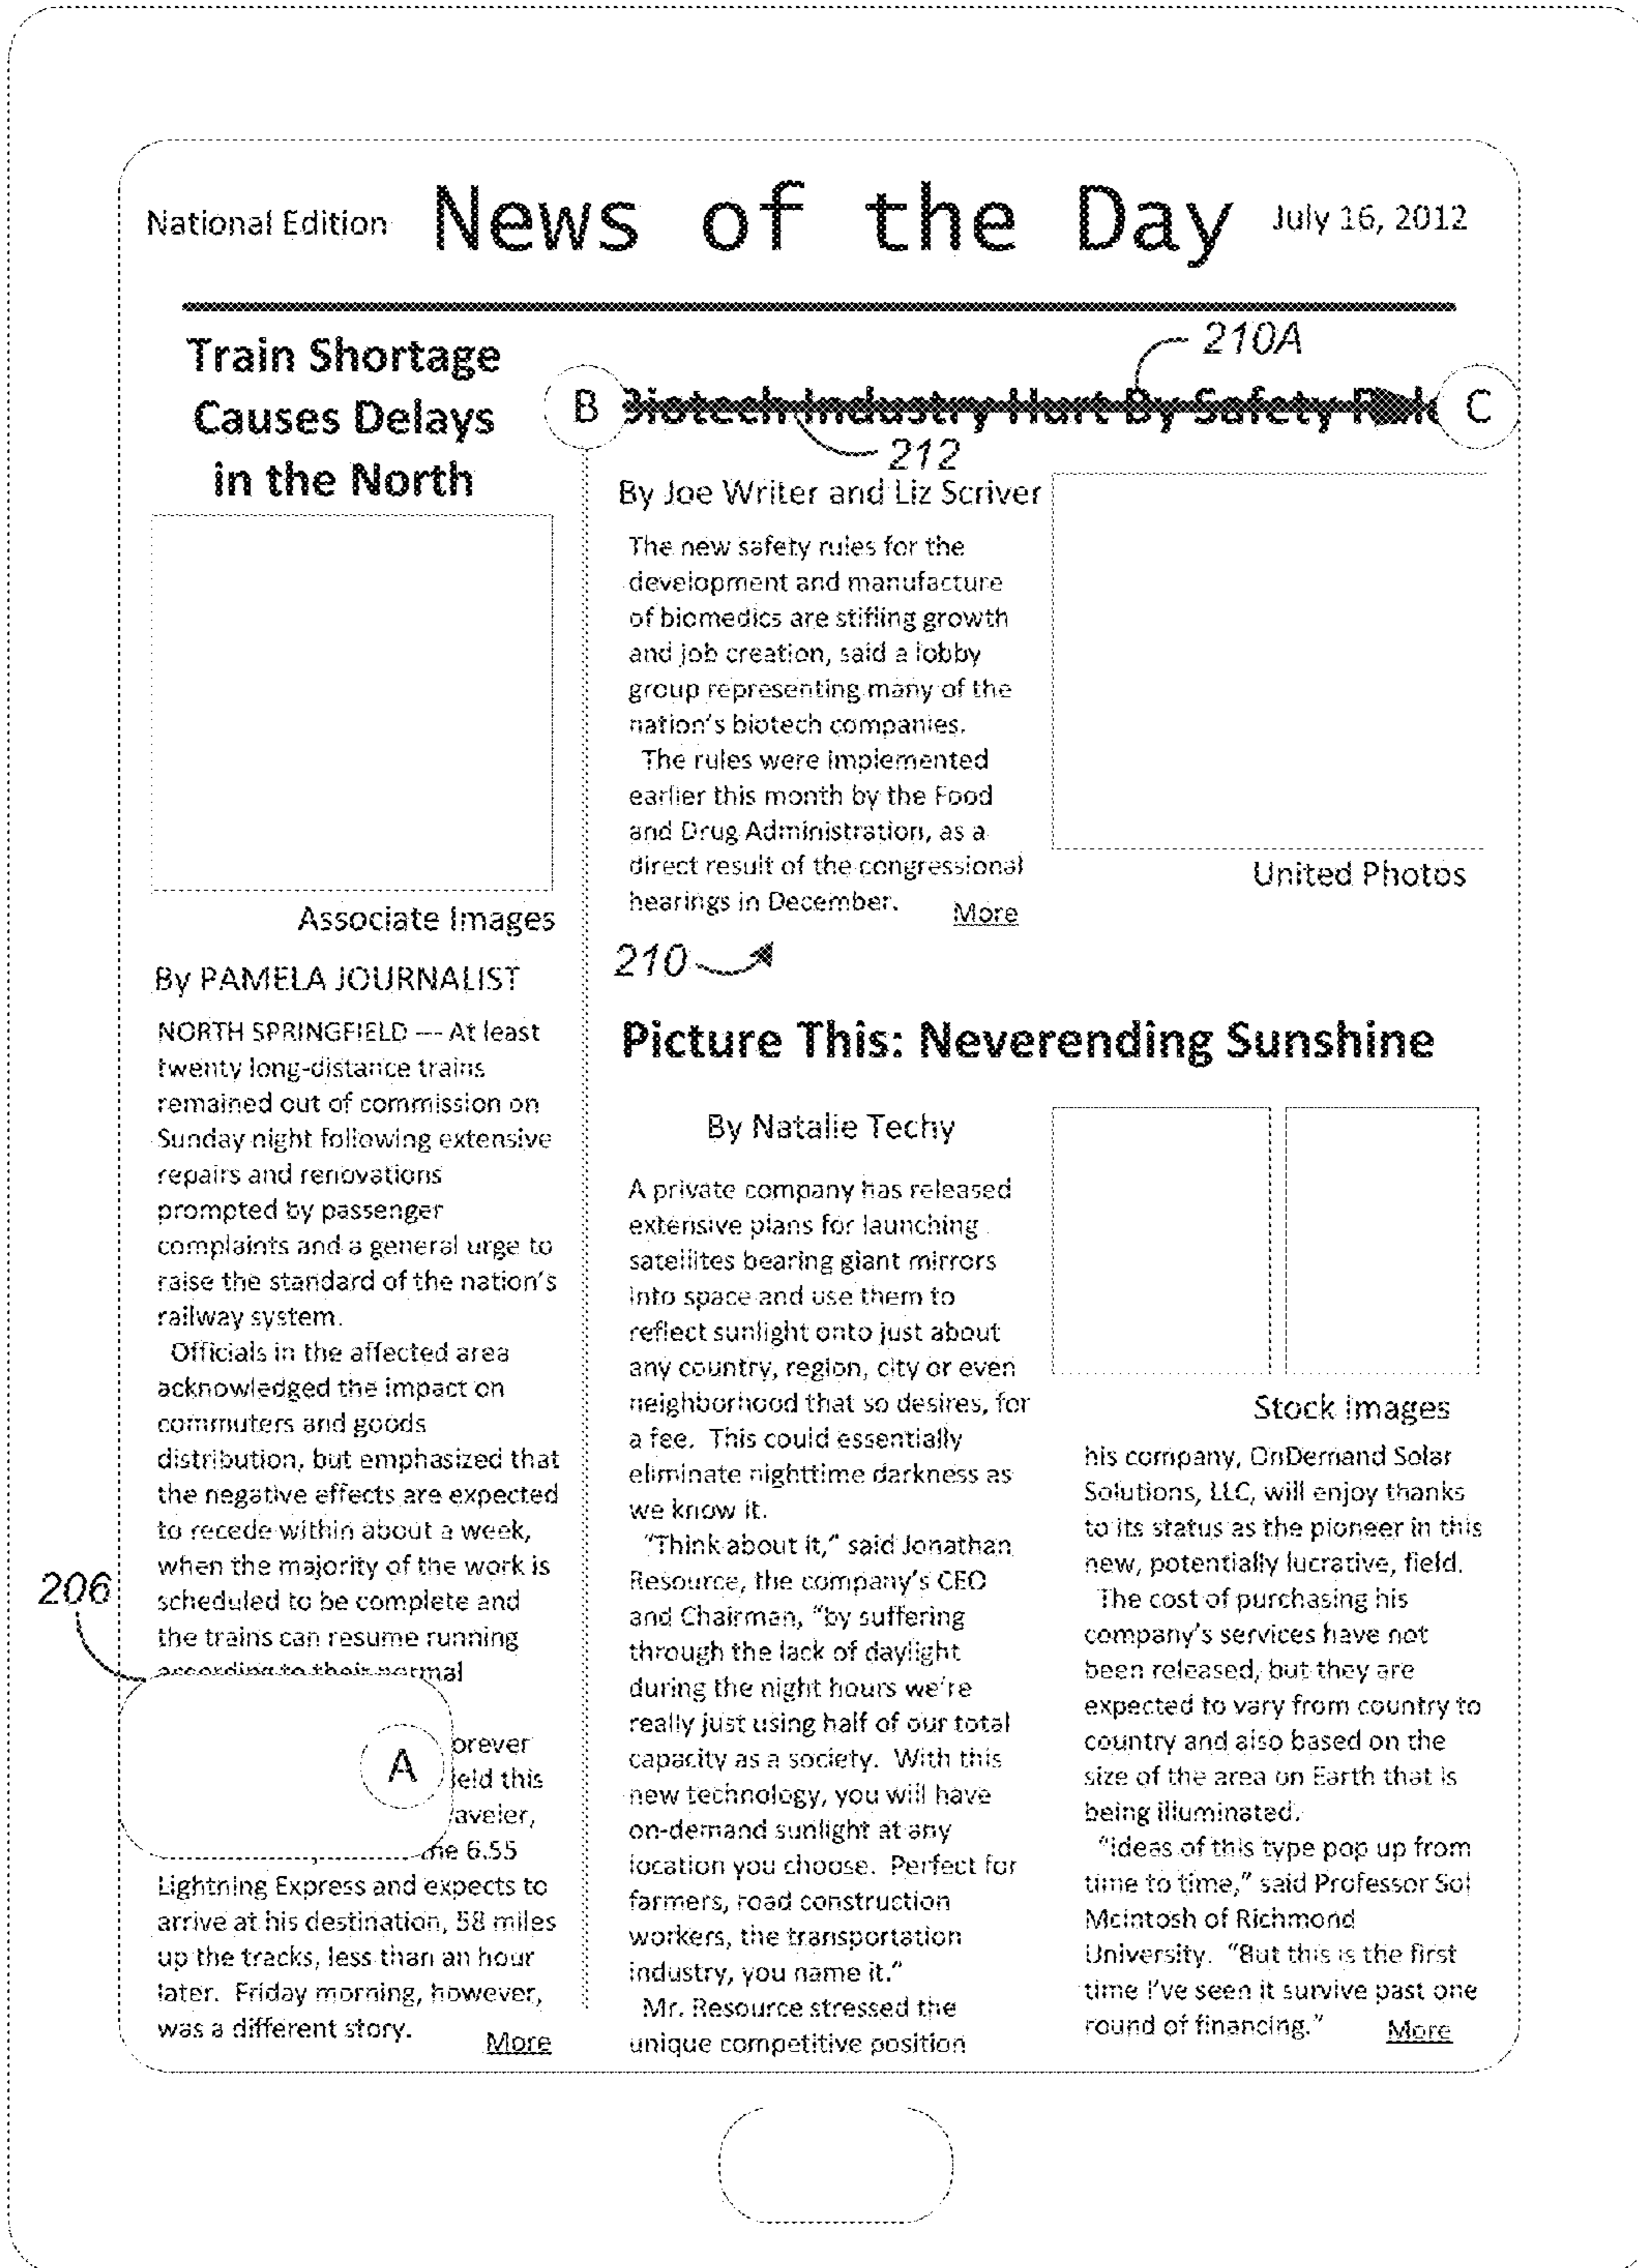 National Edition
News of the Day
July 16, 2012
Train Shortage
Causes Delays
in the North
Associate Images
By PAMELA JOURNALIST
NORTH SPRINGFIELD --- At least
twenty long-distance trains
remained out of commission on
Sunday night following extensive
repairs and renovations
prompted by passenger
complaints and a general urge to
raise the standard of the nation's
railway system.
Officials in the affected area
acknowledged the impact on
commuters and goods
distribution, but emphasized that
the negative effects are expected
to recede within about a week,
when the majority of the work is
scheduled to be complete and
the trains can resume running
according to their normal
206
A
orever
ield this
aveler,
6.55
Lightning Express and expects to
arrive at his destination, 58 miles
up the tracks, less than an hour
later. Friday morning, however,
was a different story.
More
210A
B
Biotech Industry Hurt By Safety
C
212
By Joe Writer and Liz Scriver
The new safety rules for the
development and manufacture
of biomedics are stifling growth
and job creation, said a lobby
group representing many of the
nation's biotech companies.
The rules were implemented
earlier this month by the Food
and Drug Administration, as a
direct result of the congressional
hearings in December.
More
United Photos
210
Picture This: Neverending Sunshine
By Natalie Techy
A private company has released
extensive plans for launching
satellites bearing giant mirrors
into space and use them to
reflect sunlight onto just about
any country, region, city or even
neighborhood that so desires, for
a fee. This could essentially
eliminate nighttime darkness as
we know it.
"Think about it," said Jonathan
Resource, the company's CEO
and Chairman, "by suffering
through the lack of daylight
during the night hours we're
really just using half of our total
capacity as a society. With this
new technology, you will have
on-demand sunlight at any
location you choose. Perfect for
farmers, road construction
workers, the transportation
industry, you name it."
Mr. Resource stressed the
unique competitive position
Stock images
his company, OnDemand Solar
Solutions, LLC, will enjoy thanks
to its status as the pioneer in this
new, potentially lucrative, field.
The cost of purchasing his
company's services have not
been released, but they are
expected to vary from country to
country and also based on the
size of the area on Earth that is
being illuminated.
"Ideas of this type pop up from
time to time," said Professor Sol
McIntosh of Richmond
University. "But this is the first
time I've seen it survive past one
round of financing."
More